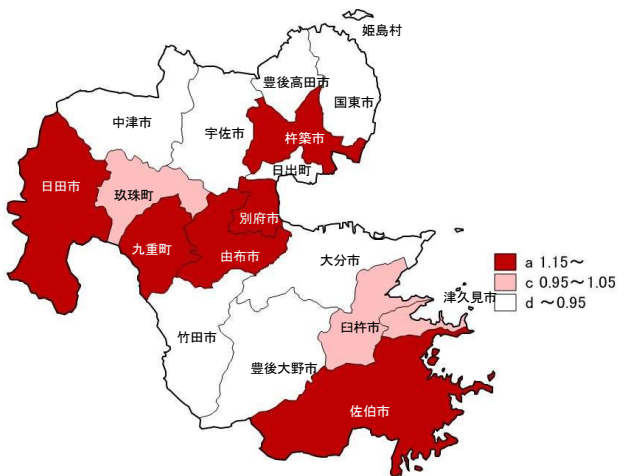 姫島村
豊後高田市
国東市
中津市
宇佐市
杵築市
日出町
日田市
玖珠町
別府市
九重町
由布市
大分市
津久見市
臼杵市
竹田市
豊後大野市
佐伯市
a 1.15～
c 0.95～1.05
d ～0.95